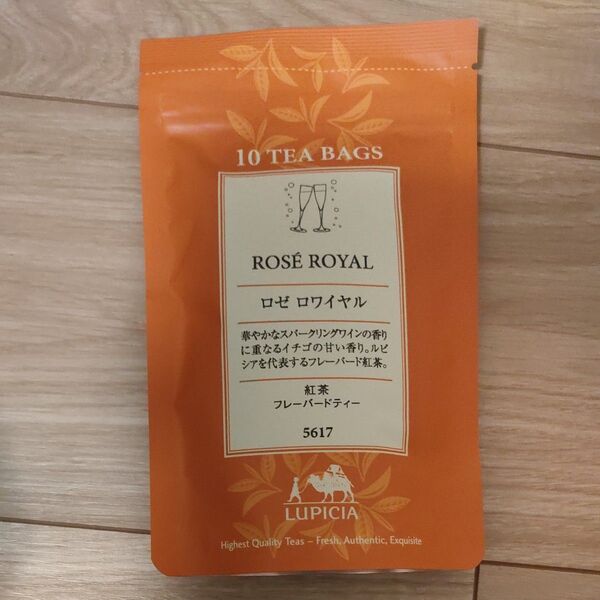 10 TEA BAGS
ROSÉ ROYAL
ロゼ ロワイヤル
華やかなスパークリングワインの香り
に重なるイチゴの甘い香り。ルピ
シアを代表するフレーバード紅茶。
紅茶
フレーバードティー
5617
LUPICIA
Highest Quality Teas – Fresh, Authentic, Exquisite